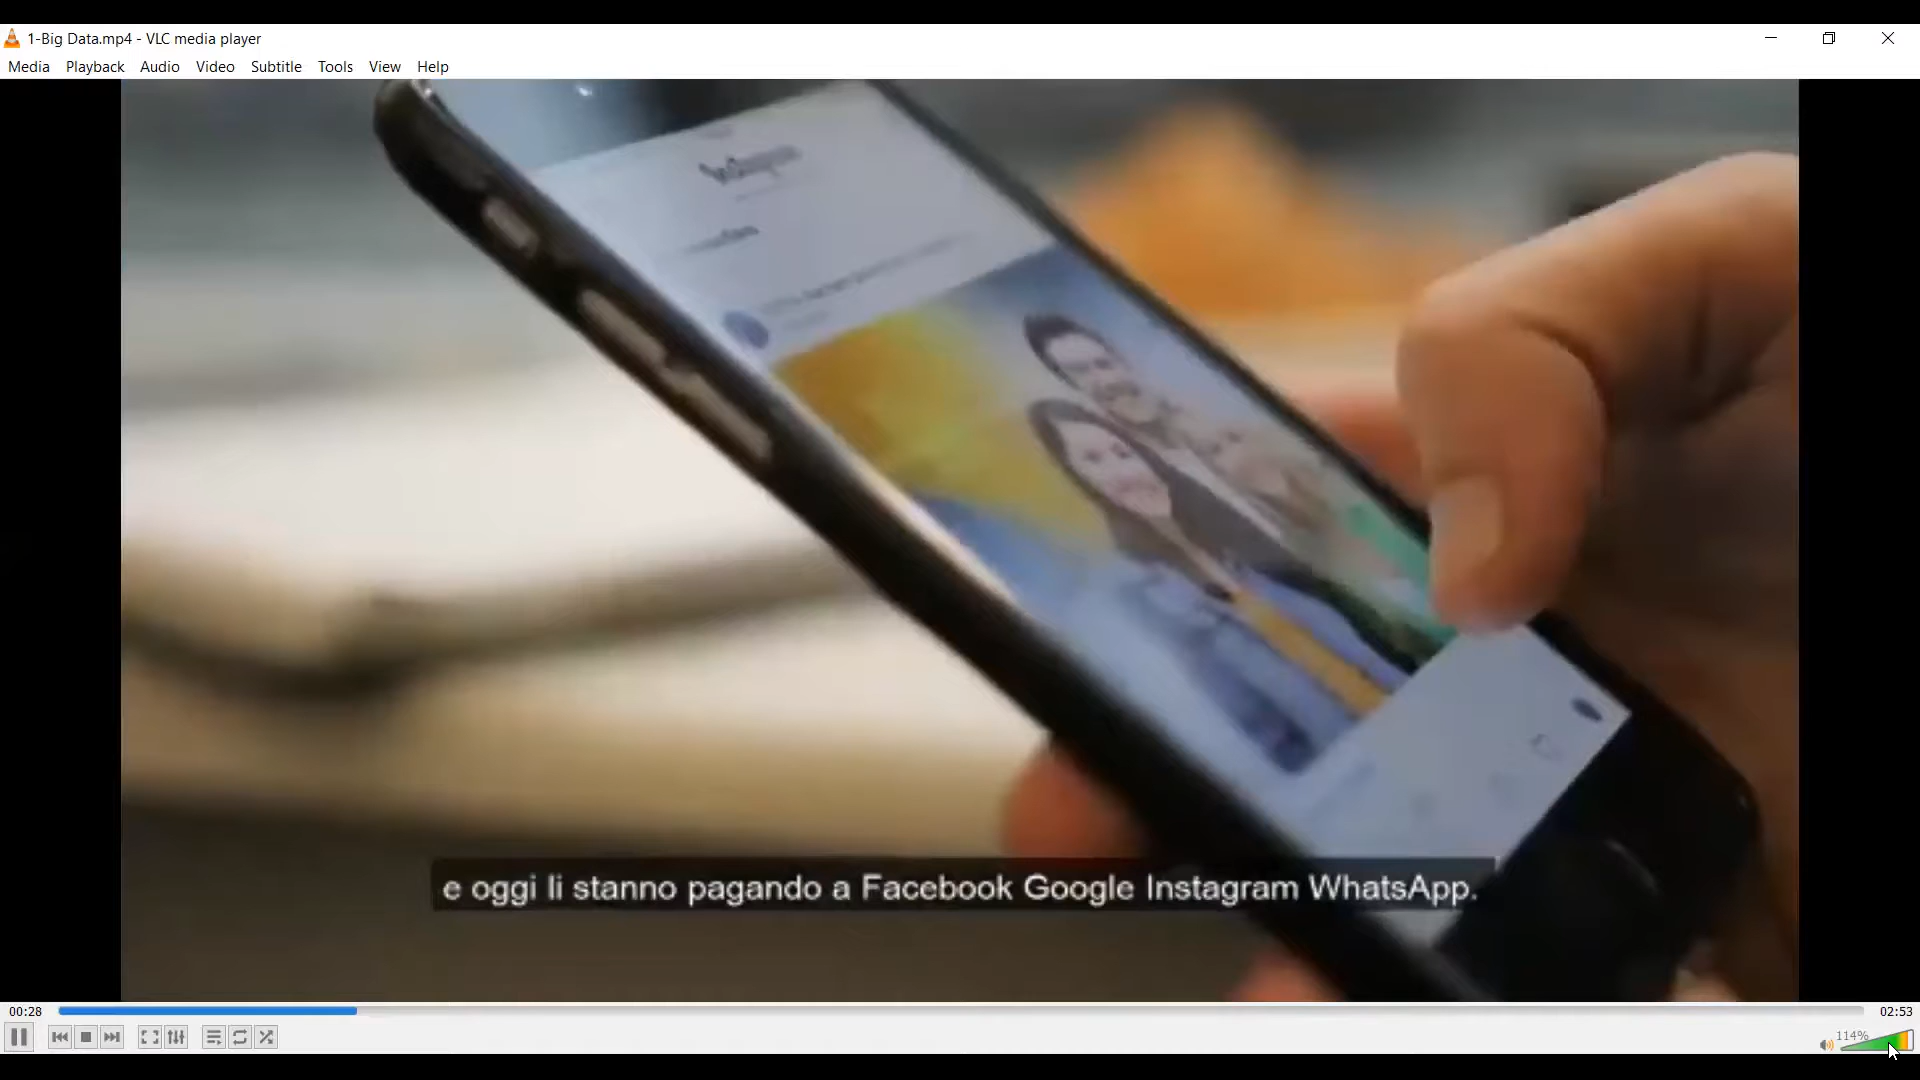 1-Big Data.mp4 - VLC media player
Media Playback Audio Video Subtitle Tools View Help
Instagram
e oggi li stanno pagando a Facebook Google Instagram WhatsApp.
00:28
02:53
114%